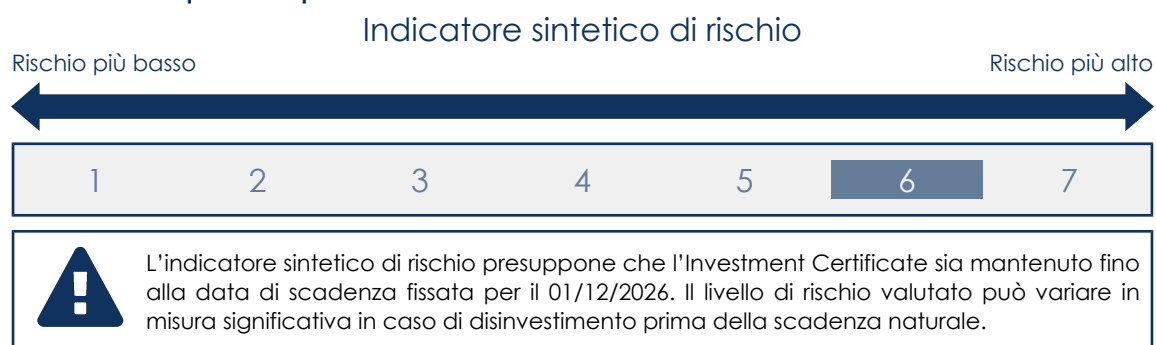 Indicatore sintetico di rischio
Rischio più basso
Rischio più alto
1 2 3 4 5 6 7
L'indicatore sintetico di rischio presuppone che l'Investment Certificate sia mantenuto fino
alla data di scadenza fissata per il 01/12/2026. Il livello di rischio valutato può variare in
misura significativa in caso di disinvestimento prima della scadenza naturale.